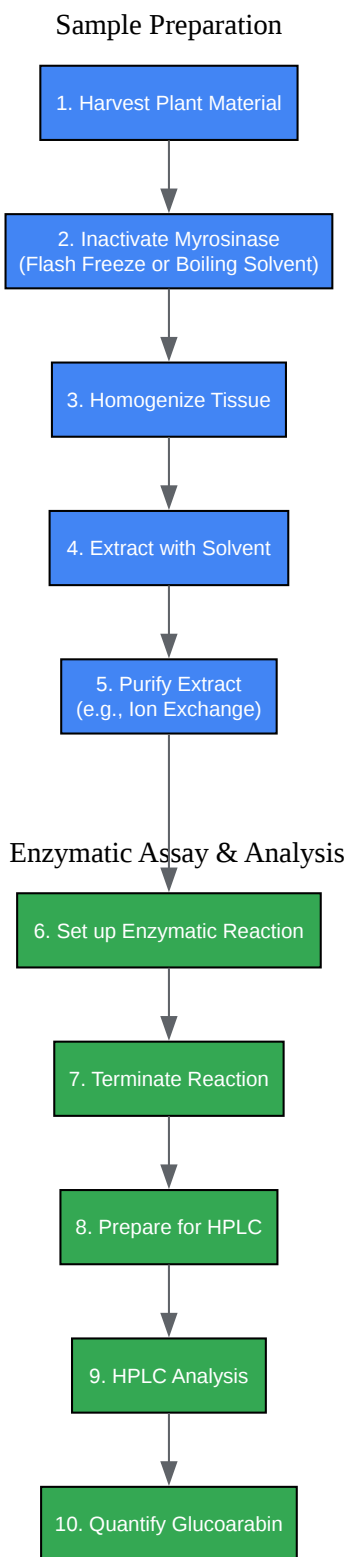 Sample Preparation
1. Harvest Plant Material
2. Inactivate Myrosinase
(Flash Freeze or Boiling Solvent)
3. Homogenize Tissue
4. Extract with Solvent
5. Purify Extract
(e.g., Ion Exchange)
Enzymatic Assay & Analysis
6. Set up Enzymatic Reaction
7. Terminate Reaction
8. Prepare for HPLC
9. HPLC Analysis
10. Quantify Glucoarabin